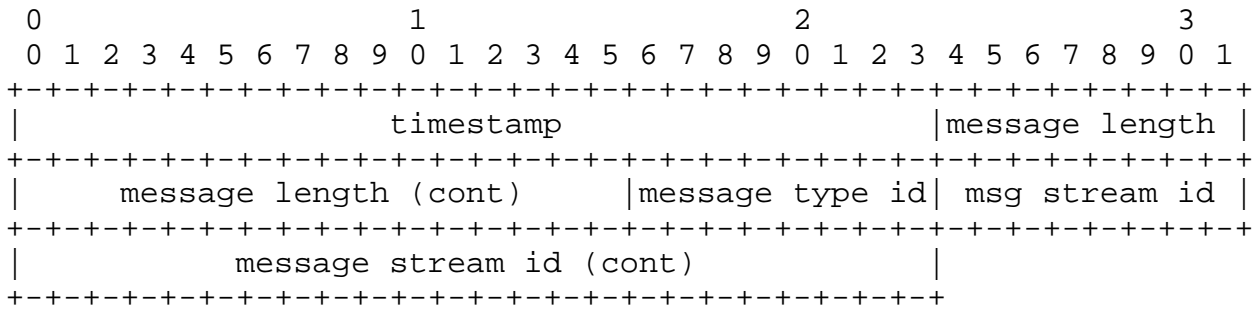 0                   1                   2                   3
 0 1 2 3 4 5 6 7 8 9 0 1 2 3 4 5 6 7 8 9 0 1 2 3 4 5 6 7 8 9 0 1
+-+-+-+-+-+-+-+-+-+-+-+-+-+-+-+-+-+-+-+-+-+-+-+-+-+-+-+-+-+-+-+-+
|                   timestamp                   |message length |
+-+-+-+-+-+-+-+-+-+-+-+-+-+-+-+-+-+-+-+-+-+-+-+-+-+-+-+-+-+-+-+-+
|     message length (cont)     |message type id| msg stream id |
+-+-+-+-+-+-+-+-+-+-+-+-+-+-+-+-+-+-+-+-+-+-+-+-+-+-+-+-+-+-+-+-+
|           message stream id (cont)            |
+-+-+-+-+-+-+-+-+-+-+-+-+-+-+-+-+-+-+-+-+-+-+-+-+